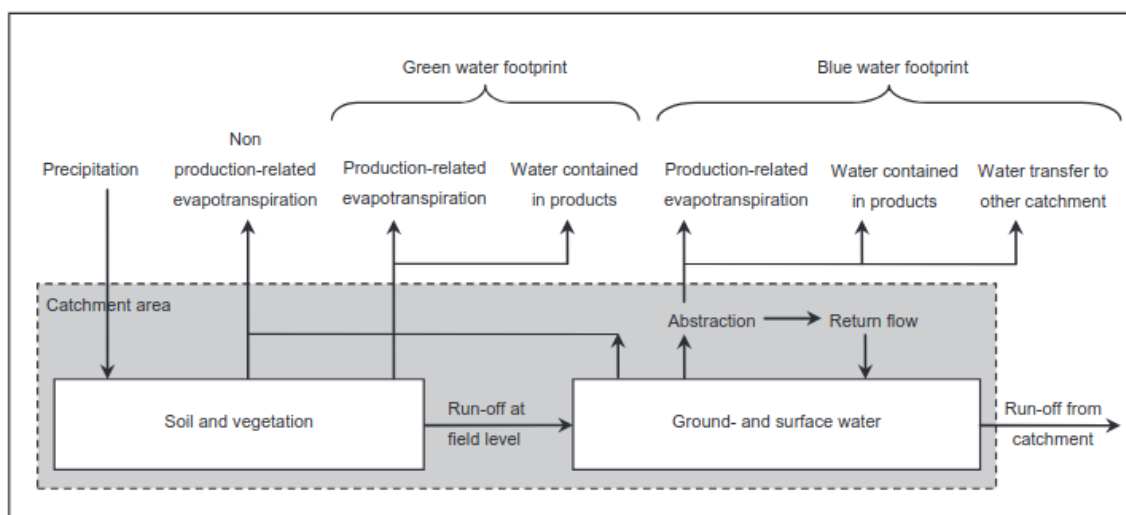 Green water footprint
Blue water footprint
Precipitation
Non
production-related
evapotranspiration
Production-related
evapotranspiration
Water contained
in products
Production-related
evapotranspiration
Water contained
in products
Water transfer to
other catchment
Catchment area
Abstraction
Return flow
Soil and vegetation
Run-off at
field level
Ground- and surface water
Run-off from
catchment